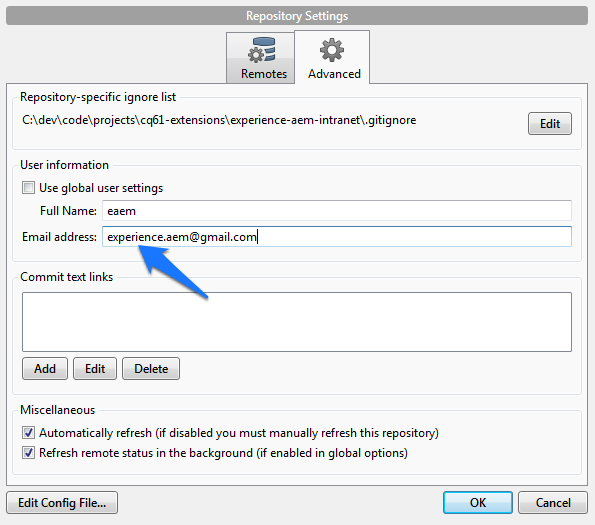 Repository Settings
Remotes
Advanced
Repository-specific ignore list
C:\dev\code\projects\cq61-extensions\experience-aem-intranet\.gitignore
Edit
User information
Use global user settings
Full Name: eaem
Email address: experience.aem@gmail.com
Commit text links
Add Edit Delete
Miscellaneous
Automatically refresh (if disabled you must manually refresh this repository)
Refresh remote status in the background (if enabled in global options)
Edit Config File... OK Cancel